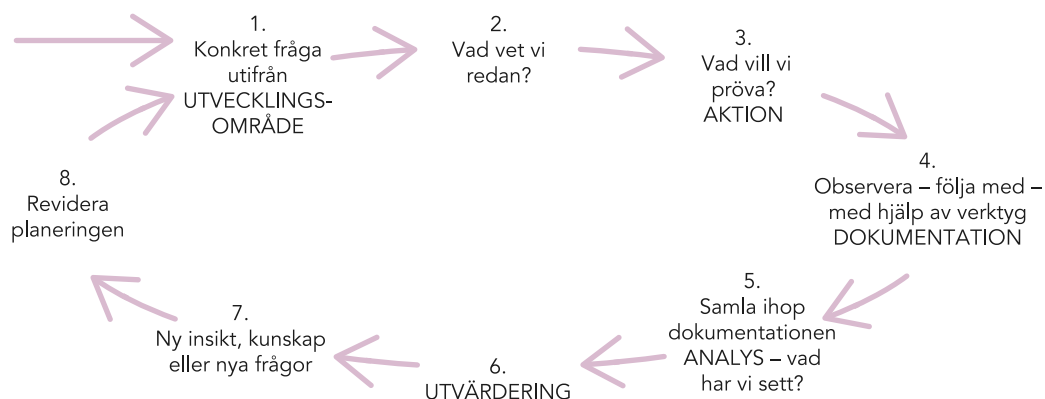 1.
Konkret fråga
utifrån
UTVECKLINGS-
OMRÅDE
2.
Vad vet vi
redan?
3.
Vad vill vi
pröva?
AKTION
4.
Observera – följa med –
med hjälp av verktyg
DOKUMENTATION
5.
Samla ihop
dokumentationen
ANALYS – vad
har vi sett?
6.
UTVÄRDERING
7.
Ny insikt, kunskap
eller nya frågor
8.
Revidera
planeringen